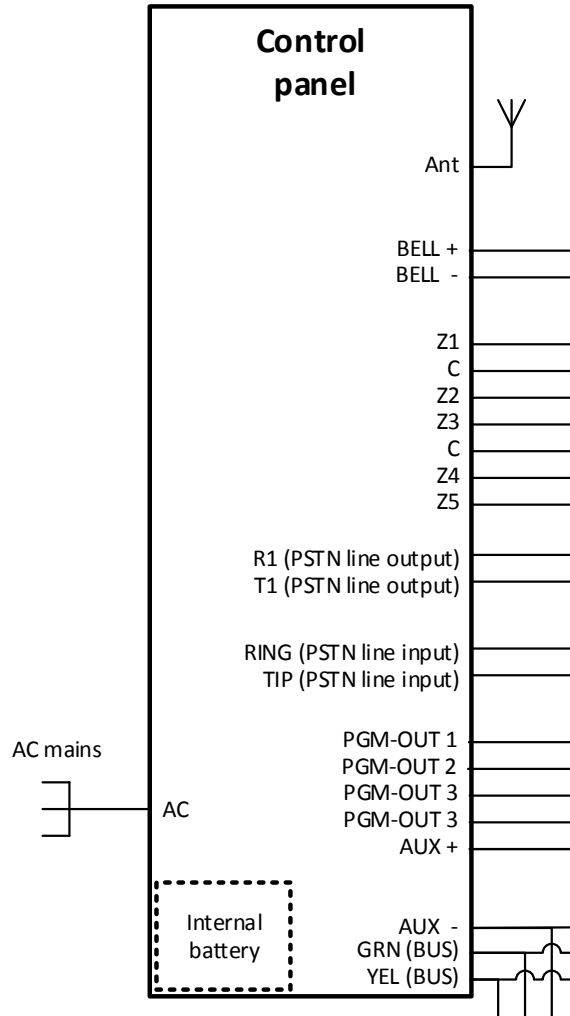 Control
panel
Ant
BELL +
BELL -
Z1
C
Z2
Z3
C
Z4
Z5
R1 (PSTN line output)
T1 (PSTN line output)
RING (PSTN line input)
TIP (PSTN line input)
PGM-OUT 1
AC mains
PGM-OUT 2
PGM-OUT 3
AC
PGM-OUT 3
AUX +
Internal
battery
AUX -
GRN (BUS)
YEL (BUS)